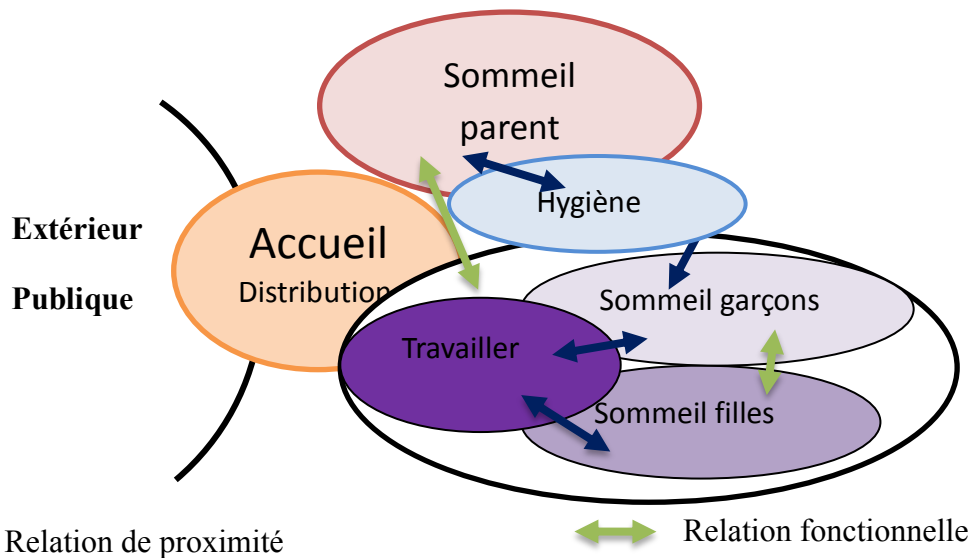 Sommeil
parent
Hygiène
Extérieur
Publique
Accueil
Distribution
Sommeil garçons
Travailler
Sommeil filles
Relation de proximité
Relation fonctionnelle